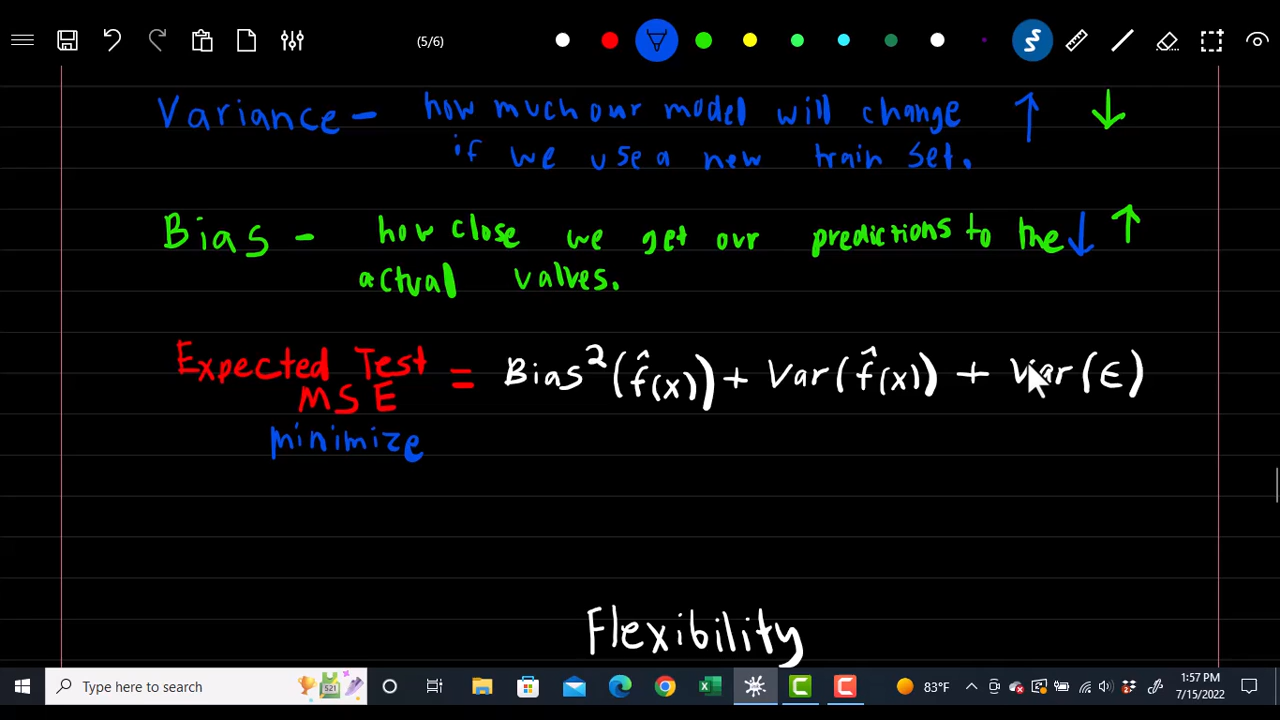 (5/6)
Variance - how much our model will change ↑ ↓
if we use a new train set.
Bias - how close we get our predictions to the ↓ ↑
actual values.
Expected Test
MSE = Bias²(f̂(x)) + Var(f̂(x)) + Var(ε)
minimize
Flexibility
Type here to search
521
83°F
1:57 PM
7/15/2022